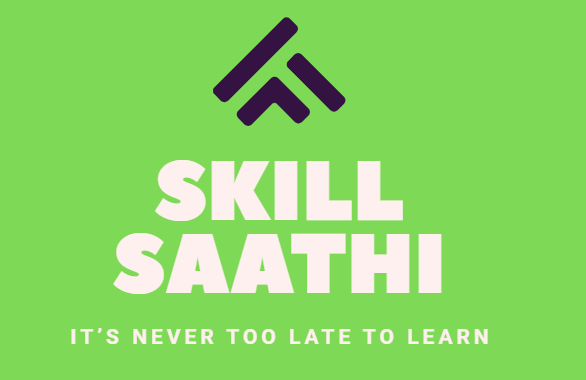 SKILL
SAATHI
IT’S NEVER TOO LATE TO LEARN